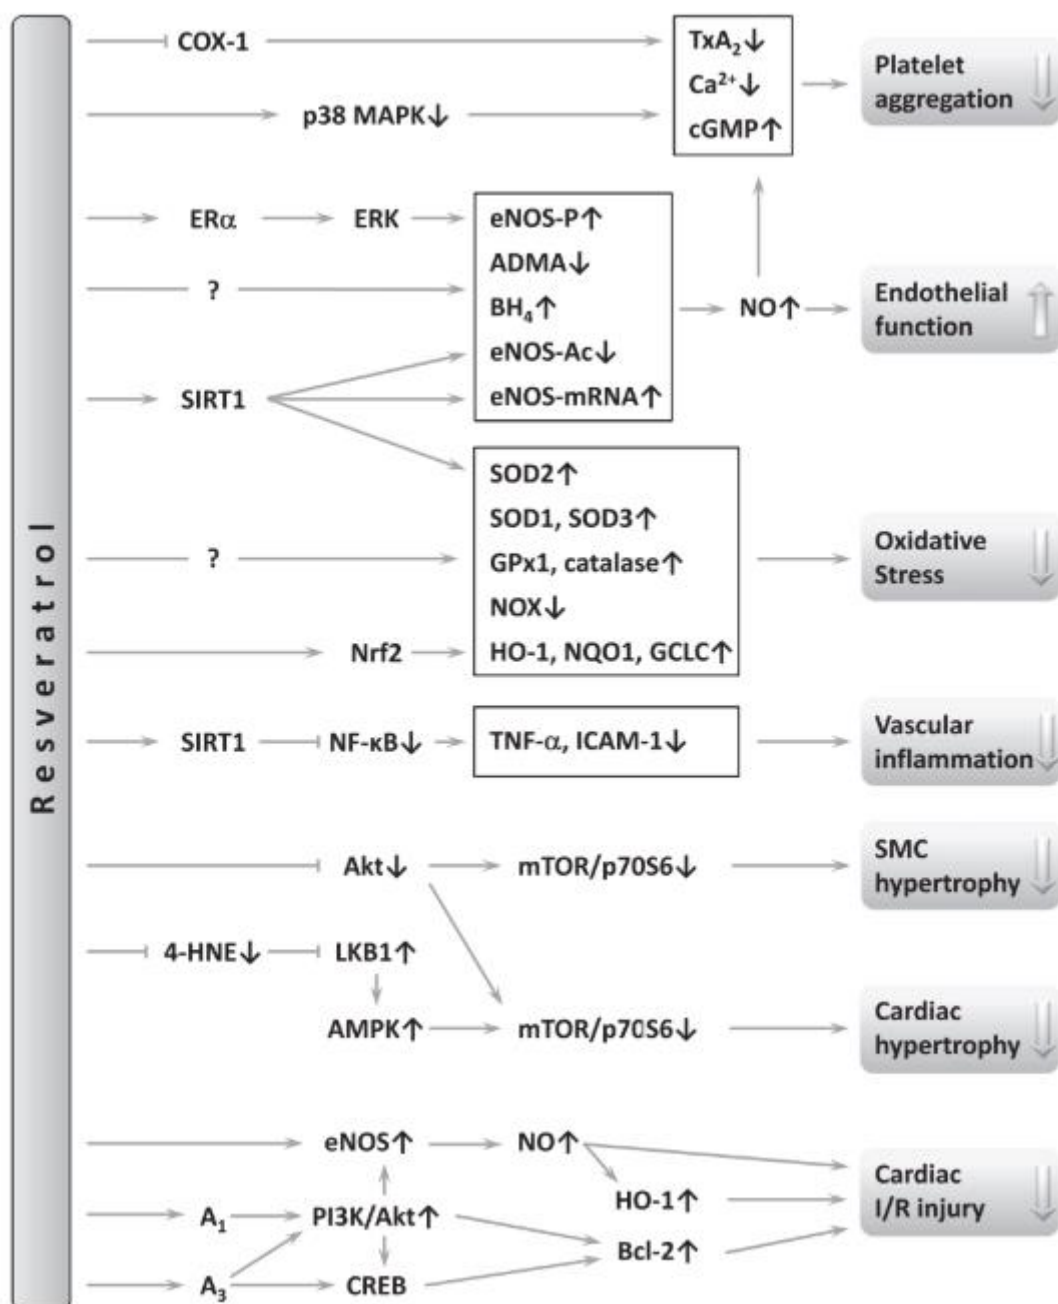 Resveratrol
COX-1
TxA₂↓
Ca²⁺↓
cGMP↑
Platelet
aggregation
p38 MAPK↓
ERα
ERK
eNOS-P↑
ADMA↓
BH₄↑
eNOS-Ac↓
eNOS-mRNA↑
?
NO↑
Endothelial
function
SIRT1
SOD2↑
SOD1, SOD3↑
GPx1, catalase↑
NOX↓
HO-1, NQO1, GCLC↑
?
Oxidative
Stress
Nrf2
SIRT1
NF-κB↓
TNF-α, ICAM-1↓
Vascular
inflammation
Akt↓
mTOR/p70S6↓
SMC
hypertrophy
4-HNE↓
LKB1↑
AMPK↑
mTOR/p70S6↓
Cardiac
hypertrophy
eNOS↑
NO↑
HO-1↑
Cardiac
I/R injury
A₁
PI3K/Akt↑
Bcl-2↑
A₃
CREB